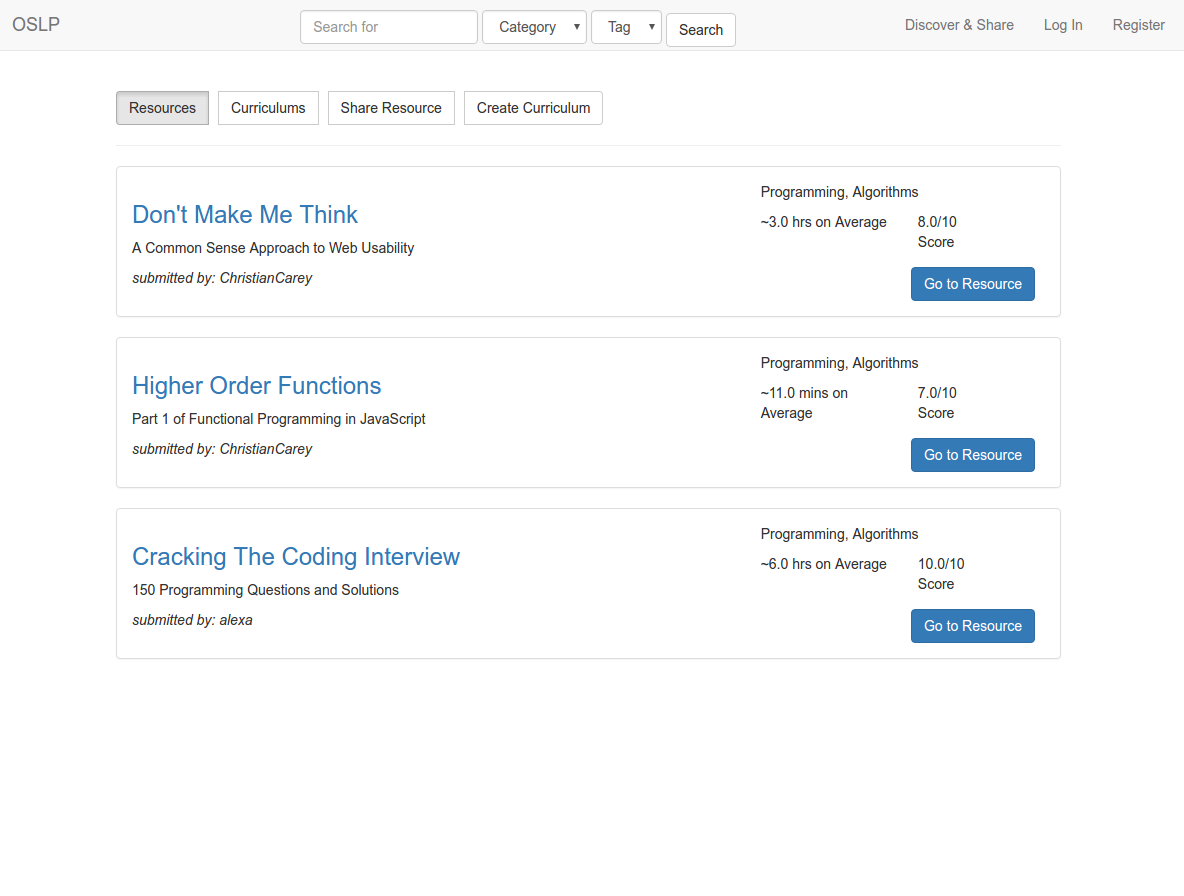 OSLP
Search for
Category
Tag
Search
Discover & Share
Log In
Register
Resources
Curriculums
Share Resource
Create Curriculum
Don't Make Me Think
A Common Sense Approach to Web Usability
submitted by: ChristianCarey
Programming, Algorithms
~3.0 hrs on Average
8.0/10
Score
Go to Resource
Higher Order Functions
Part 1 of Functional Programming in JavaScript
submitted by: ChristianCarey
Programming, Algorithms
~11.0 mins on
Average
7.0/10
Score
Go to Resource
Cracking The Coding Interview
150 Programming Questions and Solutions
submitted by: alexa
Programming, Algorithms
~6.0 hrs on Average
10.0/10
Score
Go to Resource